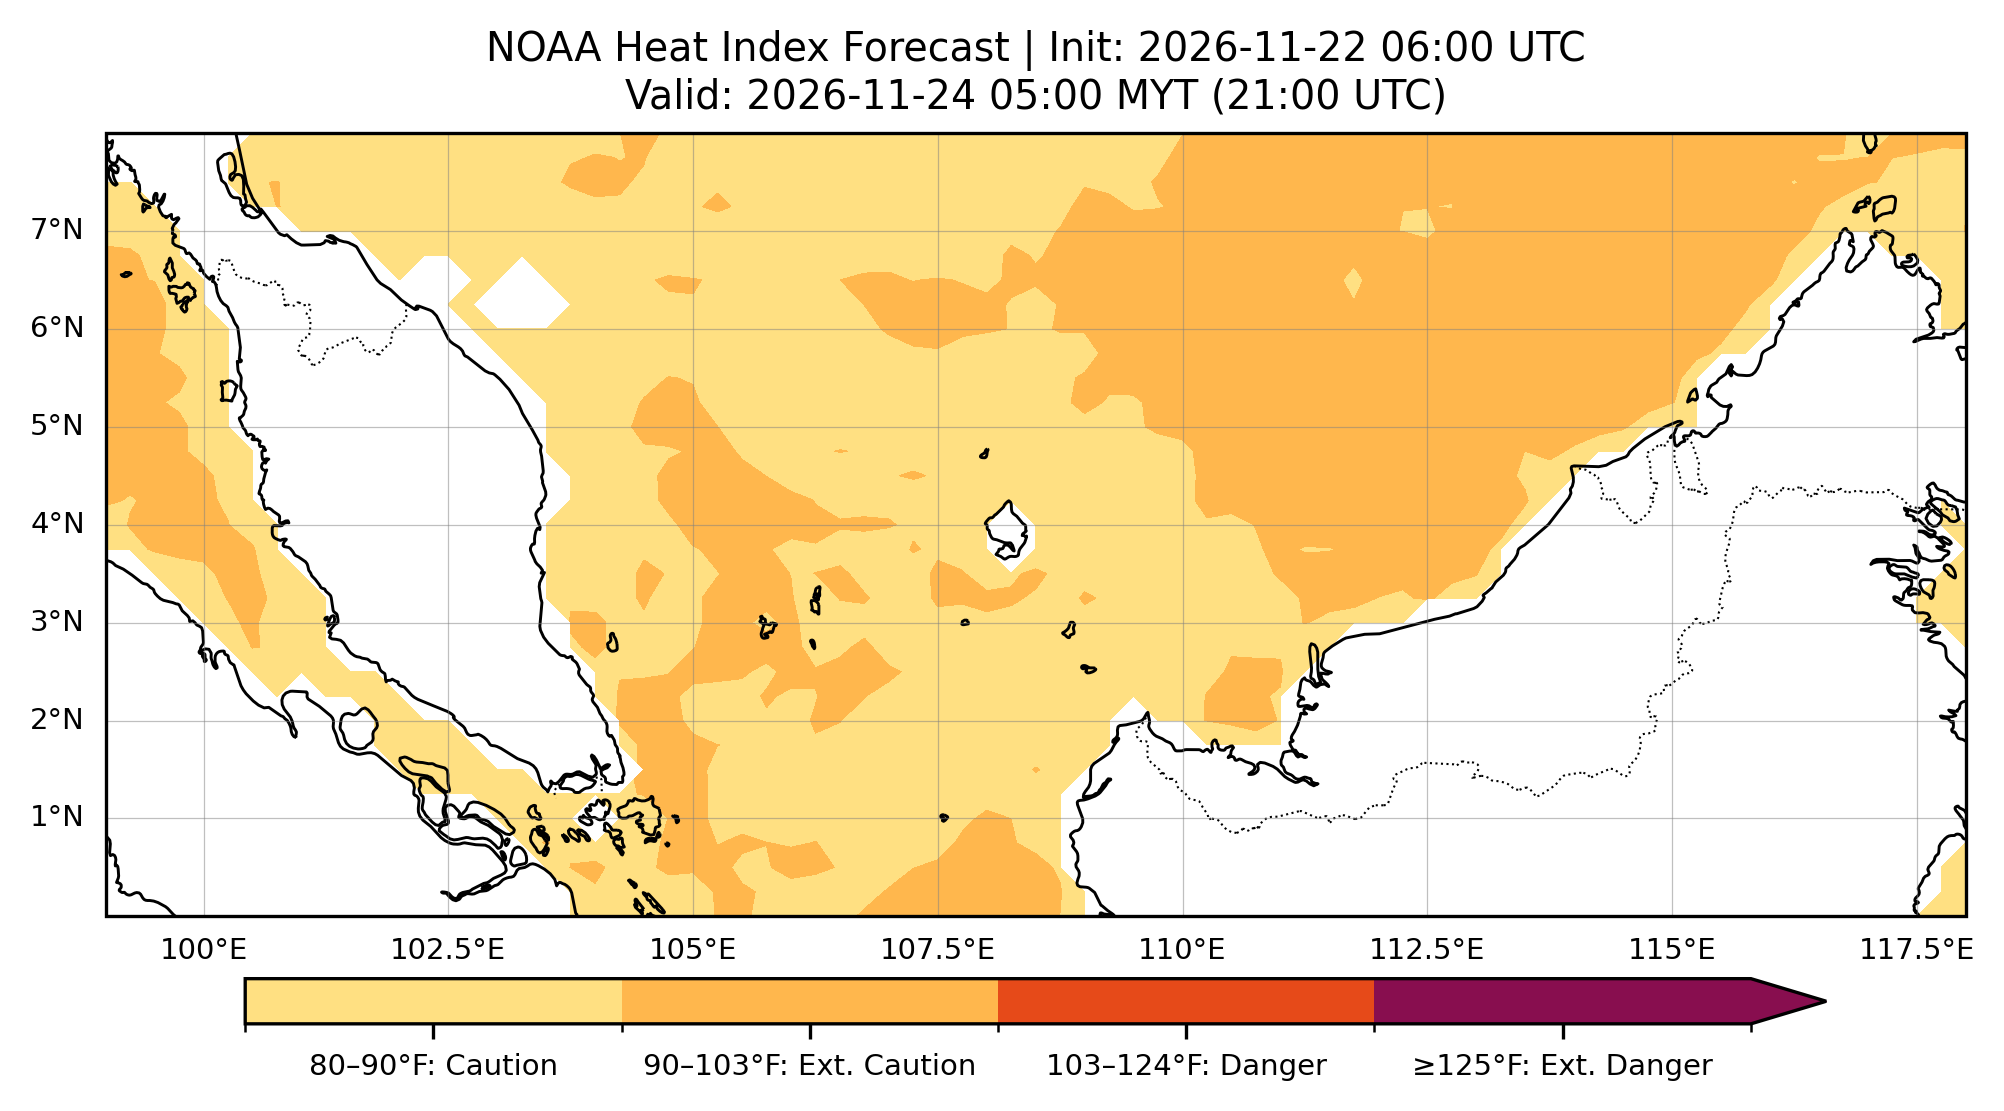 NOAA Heat Index Forecast | Init: 2026-11-22 06:00 UTC
Valid: 2026-11-24 05:00 MYT (21:00 UTC)
7°N
6°N
5°N
4°N
3°N
2°N
1°N
100°E 102.5°E 105°E 107.5°E 110°E 112.5°E 115°E 117.5°E
80–90°F: Caution 90–103°F: Ext. Caution 103–124°F: Danger ≥125°F: Ext. Danger